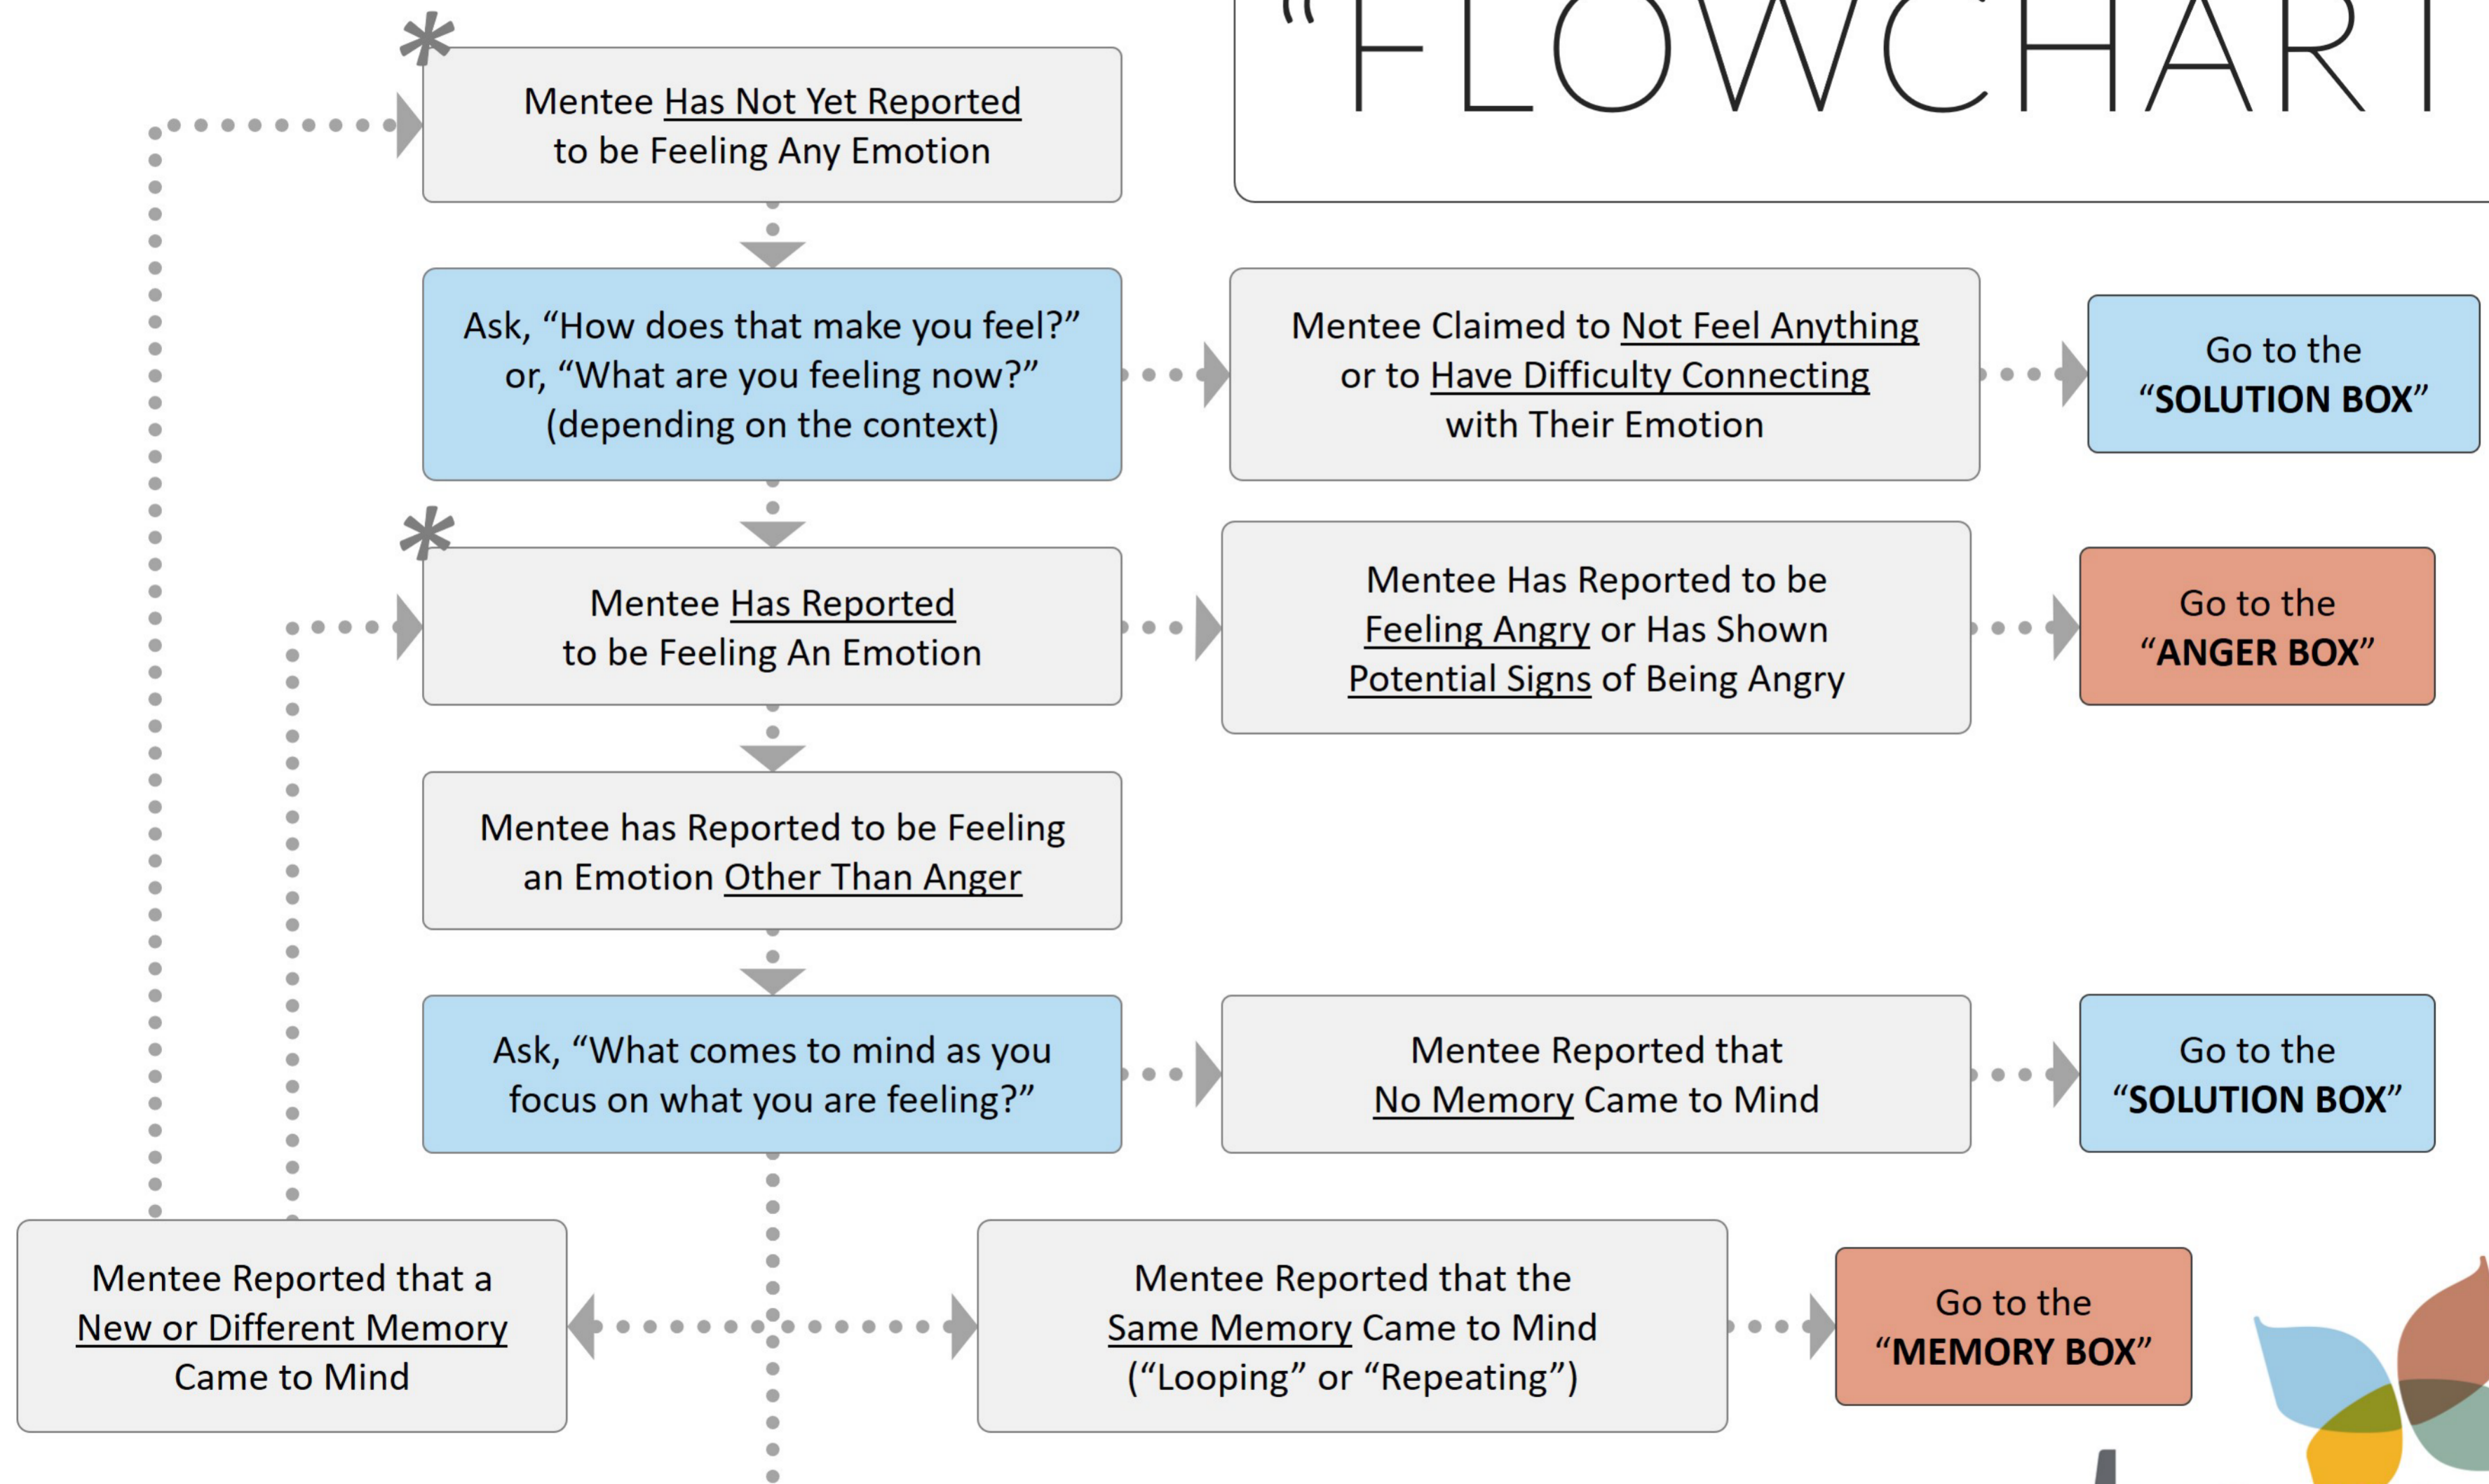 “FLOWCHART
*
Mentee Has Not Yet Reported
to be Feeling Any Emotion
Ask, “How does that make you feel?”
or, “What are you feeling now?”
(depending on the context)
Mentee Claimed to Not Feel Anything
or to Have Difficulty Connecting
with Their Emotion
Go to the
“SOLUTION BOX”
*
Mentee Has Reported
to be Feeling An Emotion
Mentee Has Reported to be
Feeling Angry or Has Shown
Potential Signs of Being Angry
Go to the
“ANGER BOX”
Mentee has Reported to be Feeling
an Emotion Other Than Anger
Ask, “What comes to mind as you
focus on what you are feeling?”
Mentee Reported that
No Memory Came to Mind
Go to the
“SOLUTION BOX”
Mentee Reported that a
New or Different Memory
Came to Mind
Mentee Reported that the
Same Memory Came to Mind
(“Looping” or “Repeating”)
Go to the
“MEMORY BOX”